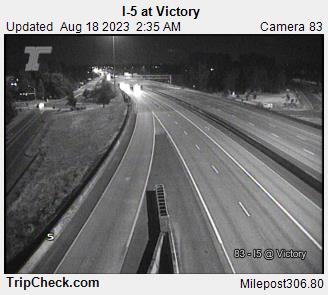 I-5 at Victory
Updated Aug 18 2023 2:35 AM Camera 83
T
S
83 - I5 @ Victory
TripCheck.com Milepost306.80